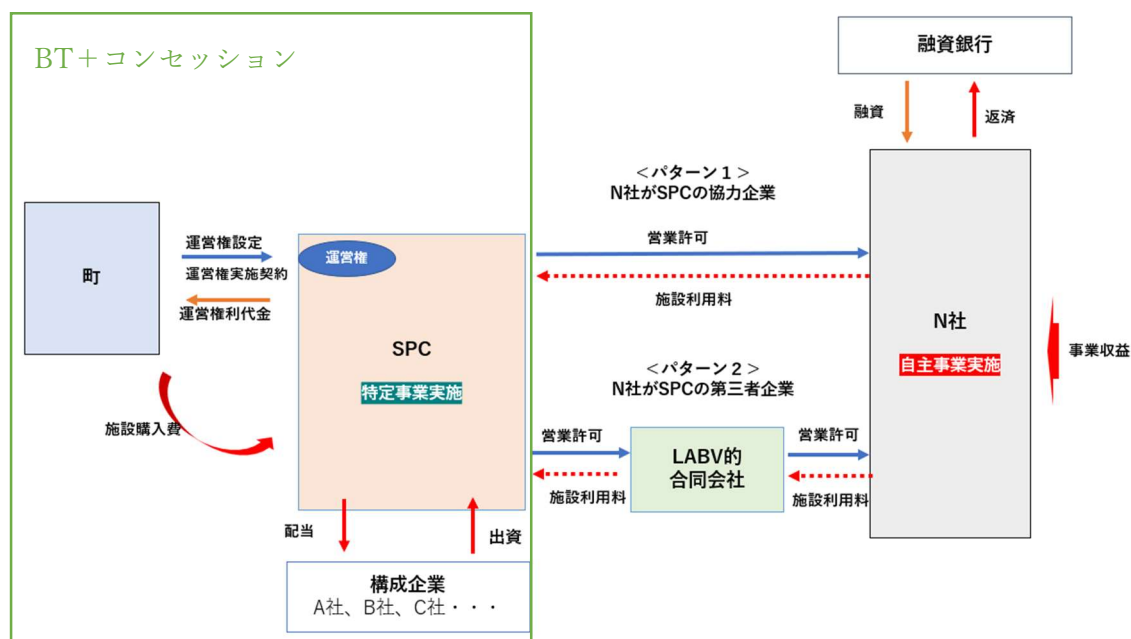 BT+コンセッション
融資銀行
融資
返済
<パターン1>
N社がSPCの協力企業
町
運営権設定
運営権実施契約
運営権利代金
運営権
営業許可
施設利用料
SPC
特定事業実施
N社
自主事業実施
事業収益
<パターン2>
N社がSPCの第三者企業
施設購入費
営業許可
施設利用料
LABV的
合同会社
営業許可
施設利用料
配当
出資
構成企業
A社、B社、C社・・・